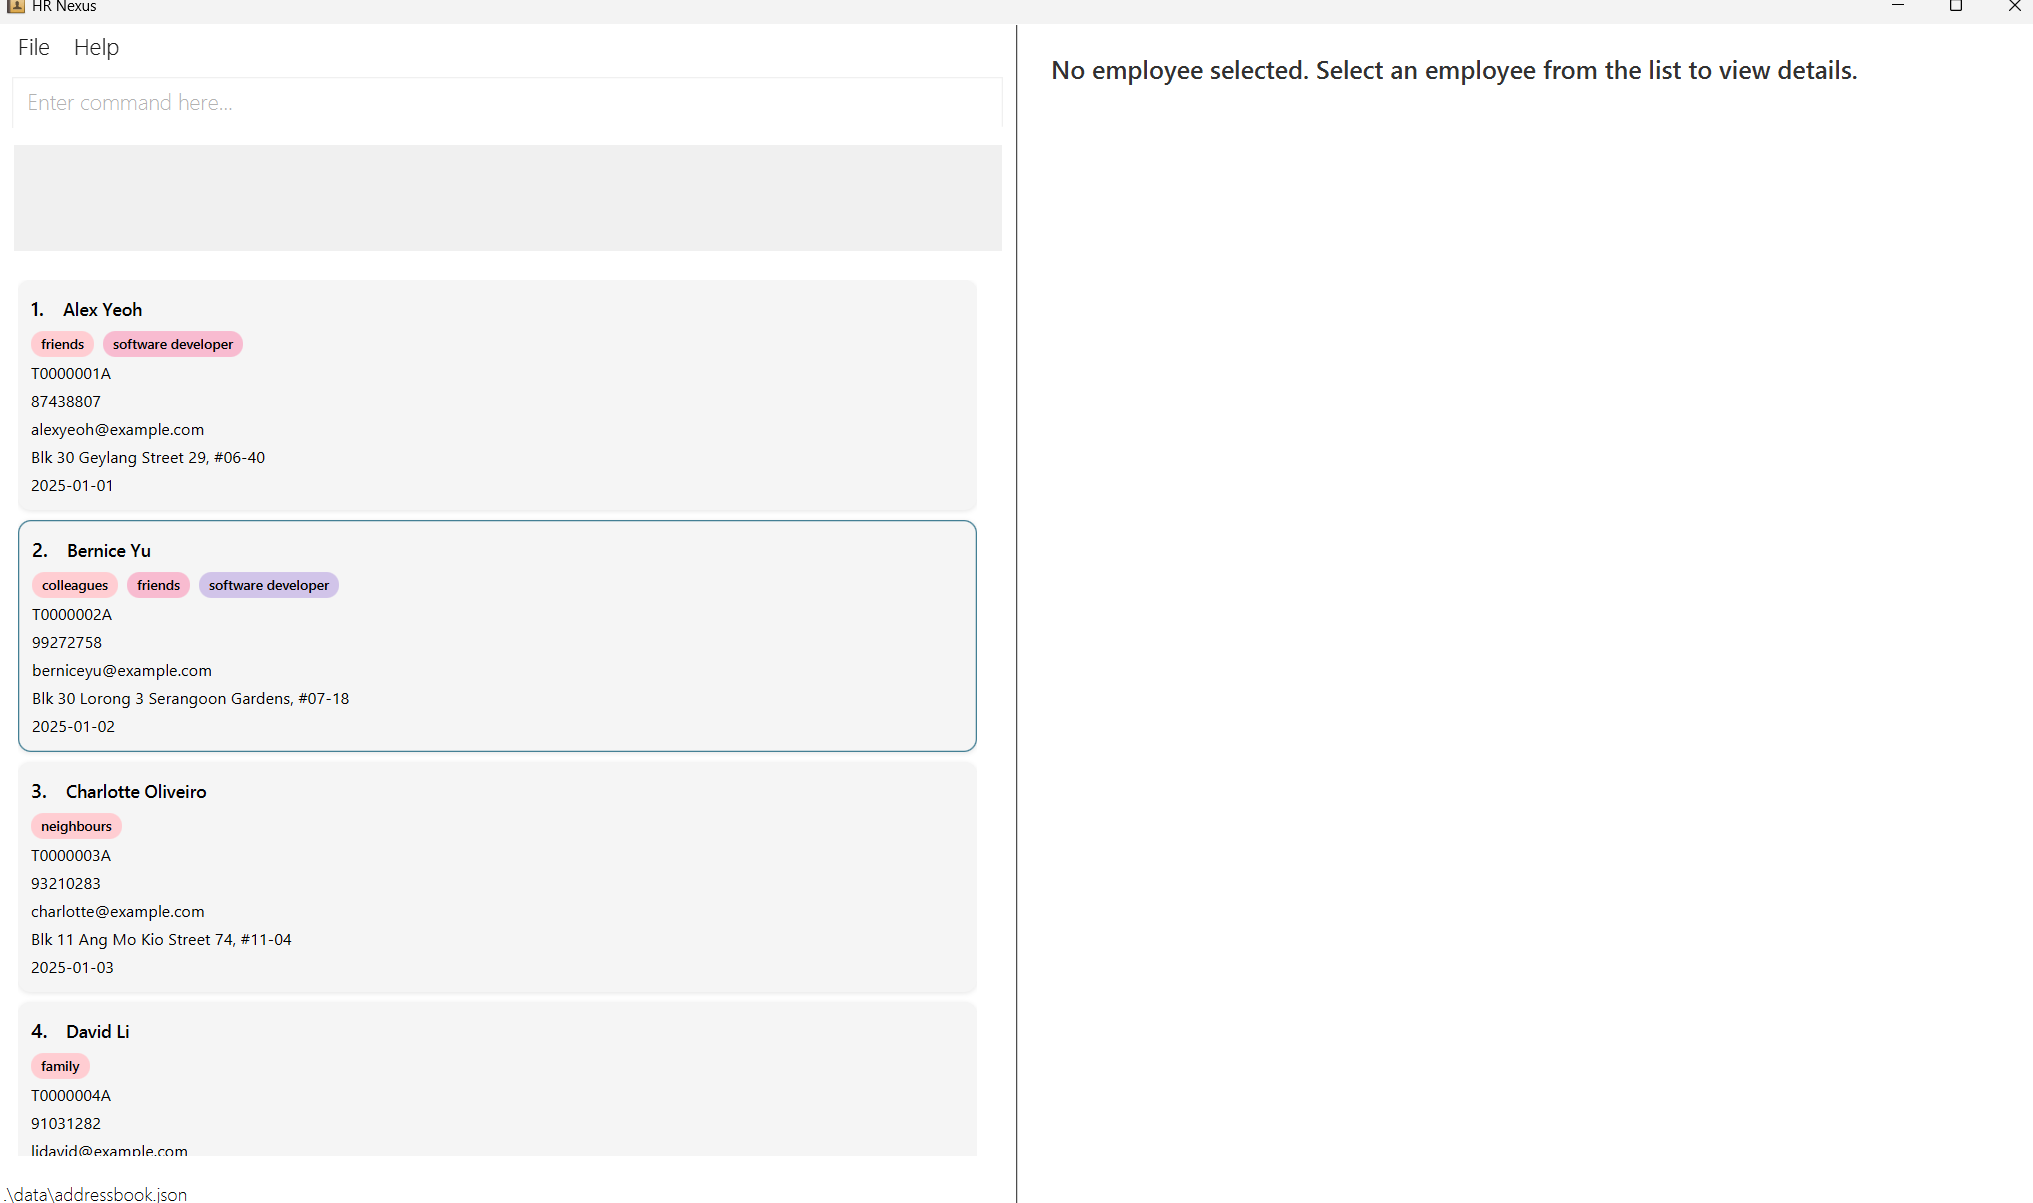 HR Nexus
File Help
Enter command here...
No employee selected. Select an employee from the list to view details.
1. Alex Yeoh
friends software developer
T0000001A
87438807
alexyeoh@example.com
Blk 30 Geylang Street 29, #06-40
2025-01-01
2. Bernice Yu
colleagues friends software developer
T0000002A
99272758
berniceyu@example.com
Blk 30 Lorong 3 Serangoon Gardens, #07-18
2025-01-02
3. Charlotte Oliveiro
neighbours
T0000003A
93210283
charlotte@example.com
Blk 11 Ang Mo Kio Street 74, #11-04
2025-01-03
4. David Li
family
T0000004A
91031282
lidavid@example.com
.\data\addressbook.json